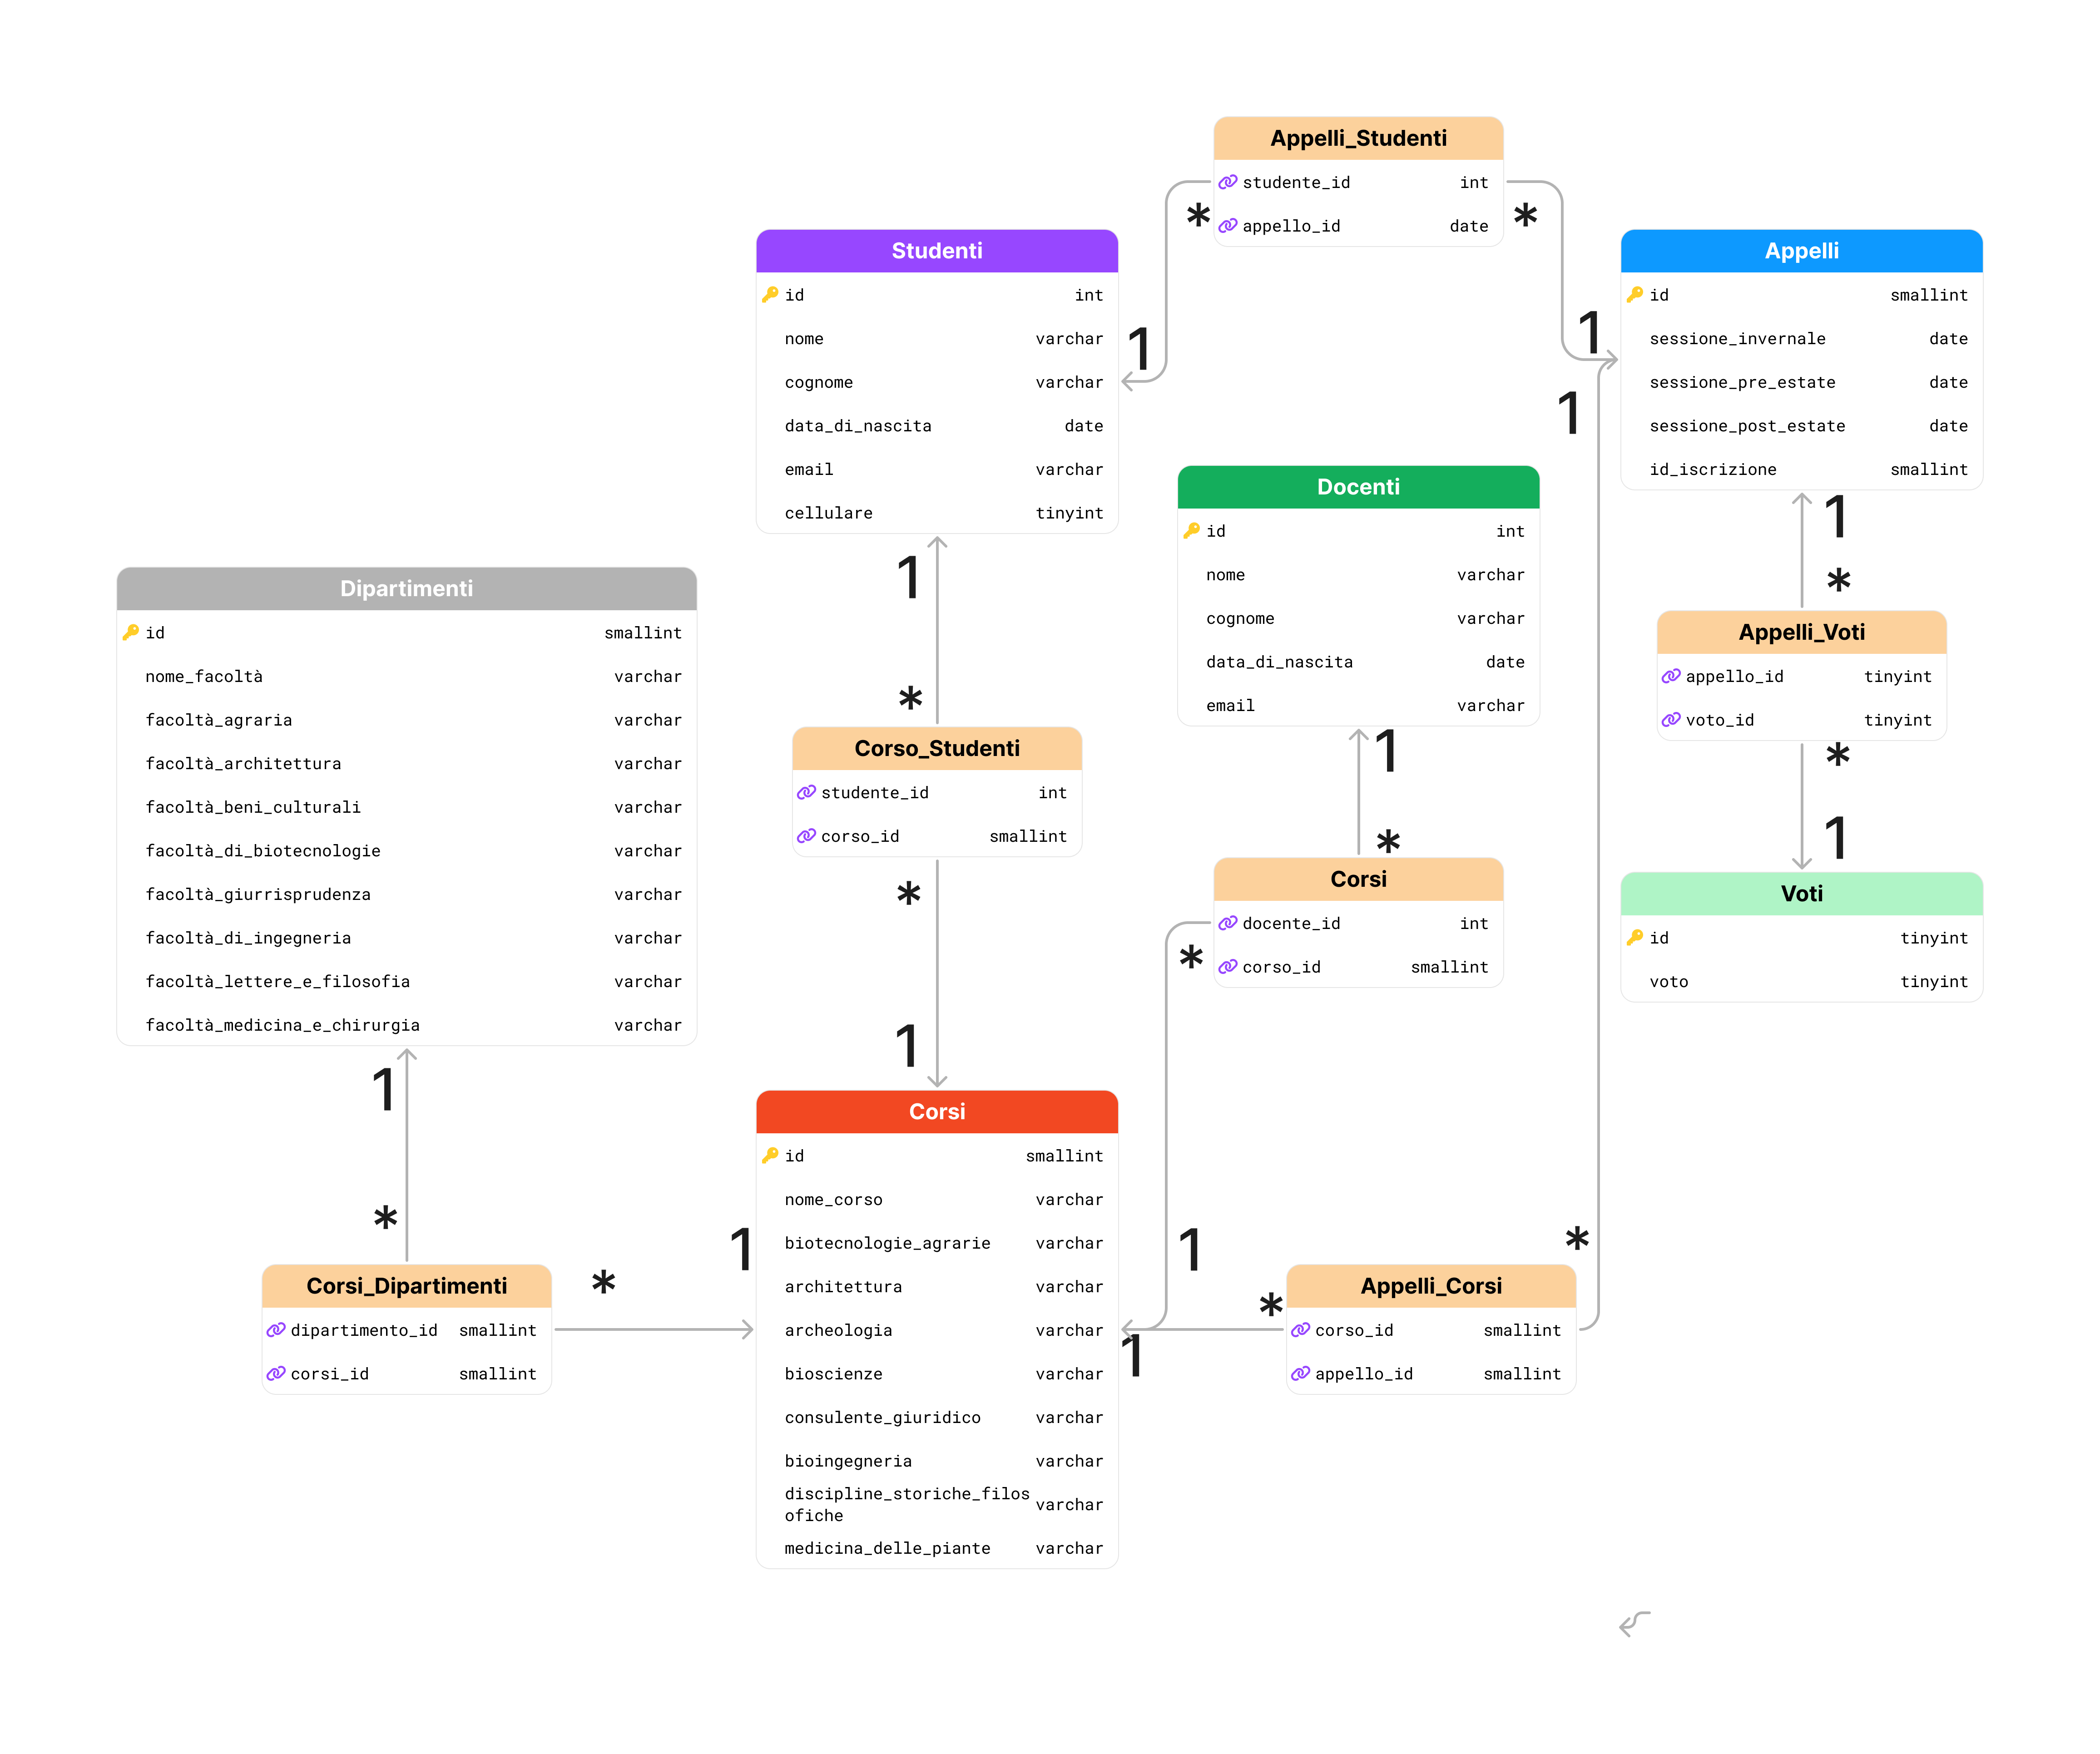 Appelli_Studenti
studente_id int
appello_id date
*
*
1
1
Studenti
id int
nome varchar
cognome varchar
data_di_nascita date
email varchar
cellulare tinyint
Appelli
id smallint
sessione_invernale date
sessione_pre_estate date
sessione_post_estate date
id_iscrizione smallint
1
1
*
1
*
Docenti
id int
nome varchar
cognome varchar
data_di_nascita date
email varchar
1
*
Dipartimenti
id smallint
nome_facoltà varchar
facoltà_agraria varchar
facoltà_architettura varchar
facoltà_beni_culturali varchar
facoltà_di_biotecnologie varchar
facoltà_giurrisprudenza varchar
facoltà_di_ingegneria varchar
facoltà_lettere_e_filosofia varchar
facoltà_medicina_e_chirurgia varchar
1
*
Corso_Studenti
studente_id int
corso_id smallint
*
1
Appelli_Voti
appello_id tinyint
voto_id tinyint
*
1
Corsi
docente_id int
corso_id smallint
*
1
Voti
id tinyint
voto tinyint
Corsi
id smallint
nome_corso varchar
biotecnologie_agrarie varchar
architettura varchar
archeologia varchar
bioscienze varchar
consulente_giuridico varchar
bioingegneria varchar
discipline_storiche_filos
ofiche varchar
medicina_delle_piante varchar
Corsi_Dipartimenti
dipartimento_id smallint
corsi_id smallint
*
1
Appelli_Corsi
corso_id smallint
appello_id smallint
*
1
*